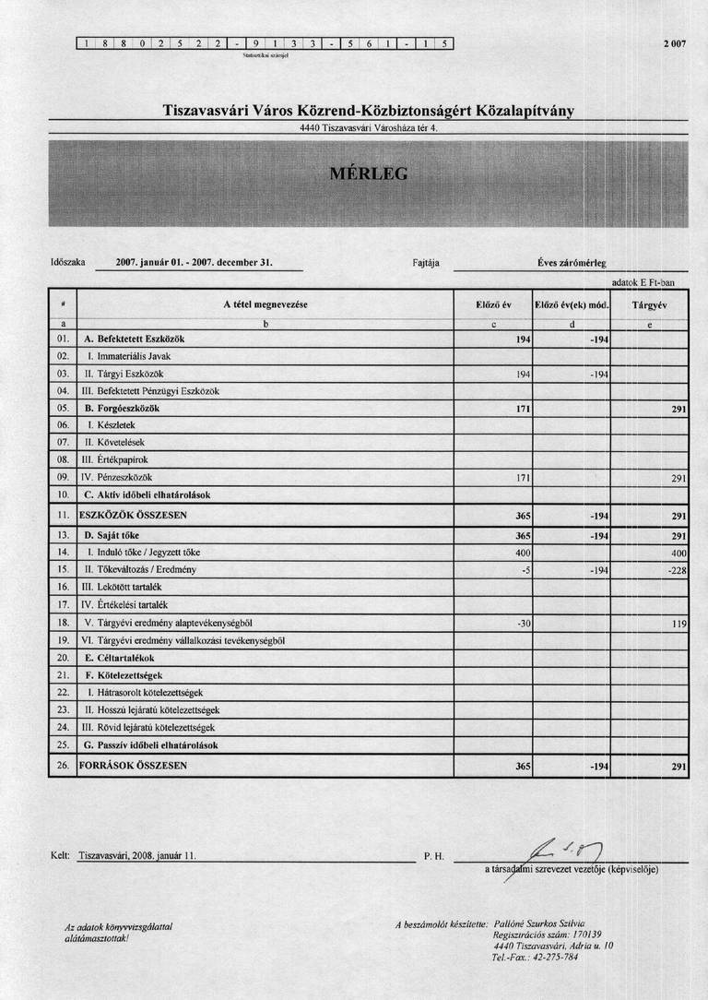 1 8 8 0 2 5 2 2 - 9 1 3 3 - 5 6 1 - 1 5
2 007
Statisztikai számjel
Tiszavasvári Város Közrend-Közbiztonságért Közalapítvány
4440 Tiszavasvári Városháza tér 4.
MÉRLEG
Időszaka 2007. január 01. - 2007. december 31. Fajtája Éves zárómérleg
adatok E Ft-ban
# A tétel megnevezése Előző év Előző év(ek) mód. Tárgyév
a b c d e
01. A. Befektetett Eszközök 194 -194
02. I. Immateriális Javak
03. II. Tárgyi Eszközök 194 -194
04. III. Befektetett Pénzügyi Eszközök
05. B. Forgóeszközök 171 291
06. I. Készletek
07. II. Követelések
08. III. Értékpapírok
09. IV. Pénzeszközök 171 291
10. C. Aktív időbeli elhatárolások
11. ESZKÖZÖK ÖSSZESEN 365 -194 291
13. D. Saját tőke 365 -194 291
14. I. Induló tőke / Jegyzett tőke 400 400
15. II. Tőkeváltozás / Eredmény -5 -194 -228
16. III. Lekötött tartalék
17. IV. Értékelési tartalék
18. V. Tárgyévi eredmény alaptevékenységből -30 119
19. VI. Tárgyévi eredmény vállalkozási tevékenységből
20. E. Céltartalékok
21. F. Kötelezettségek
22. I. Hátrasorolt kötelezettségek
23. II. Hosszú lejáratú kötelezettségek
24. III. Rövid lejáratú kötelezettségek
25. G. Passzív időbeli elhatárolások
26. FORRÁSOK ÖSSZESEN 365 -194 291
Kelt: Tiszavasvári, 2008. január 11. P. H.
a társadalmi szrevezet vezetője (képviselője)
Az adatok könyvvizsgálattal
alátámasztottak!
A beszámolót készítette: Pallóné Szurkos Szilvia
Regisztrációs szám: 170139
4440 Tiszavasvári, Adria u. 10
Tel.-Fax.: 42-275-784